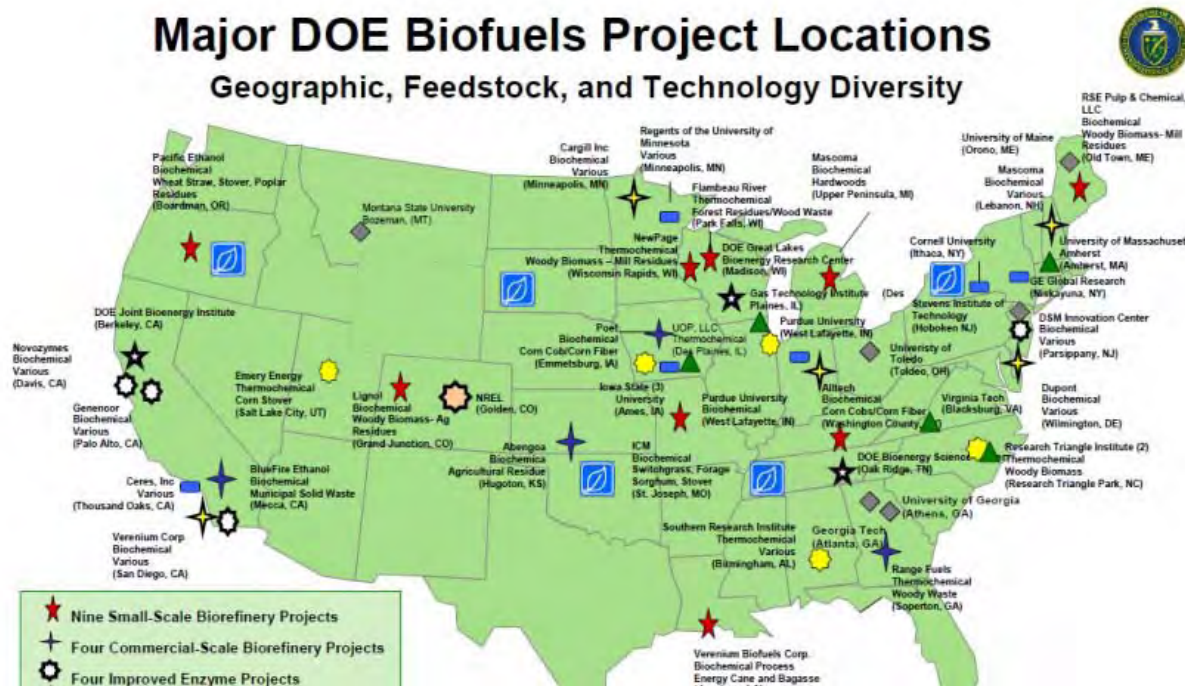 Major DOE Biofuels Project Locations
Geographic, Feedstock, and Technology Diversity
RSE Pulp & Chemical,
LLC
Biochemical
Woody Biomass- Mill
Residues
(Old Town, ME)
University of Maine
(Orono, ME)
Mascoma
Biochemical
Various
(Lebanon, NH)
Regents of the University of
Minnesota
Various
(Minneapolis, MN)
Cargill Inc
Biochemical
Various
(Minneapolis, MN)
Mascoma
Biochemical
Hardwoods
(Upper Peninsula, MI)
Pacific Ethanol
Biochemical
Wheat Straw, Stover, Poplar
Residues
(Boardman, OR)
Montana State University
Bozeman, (MT)
Flambeau River
Thermochemical
Forest Residues/Wood Waste
(Park Falls, WI)
NewPage
Thermochemical
Woody Biomass – Mill Residues
(Wisconsin Rapids, WI)
DOE Great Lakes
Bioenergy Research Center
(Madison, WI)
Cornell University
(Ithaca, NY)
University of Massachuset
Amherst
(Amherst, MA)
GE Global Research
(Niskayuna, NY)
Gas Technology Institute (Des
Plaines, IL)
Stevens Institute of
Technology
(Hoboken NJ)
DSM Innovation Center
Biochemical
Various
(Parsippany, NJ)
DOE Joint Bioenergy Institute
(Berkeley, CA)
Novozymes
Biochemical
Various
(Davis, CA)
Poet
Biochemical
Corn Cob/Corn Fiber
(Emmetsburg, IA)
UOP, LLC
Thermochemical
(Des Plaines, IL)
Purdue University
(West Lafayette, IN)
Univeristy of
Toledo
(Toldeo, OH)
Emery Energy
Thermochemical
Corn Stover
(Salt Lake City, UT)
Lignol
Biochemical
Woody Biomass- Ag
Residues
(Grand Junction, CO)
NREL
(Golden, CO)
Iowa State (3)
University
(Ames, IA)
Purdue University
Biochemical
(West Lafayette, IN)
Alltech
Biochemical
Corn Cobs/Corn Fiber
(Washington County,
Virginia Tech
(Blacksburg, VA)
Dupont
Biochemical
Various
(Wilmington, DE)
Genencor
Biochemical
Various
(Palo Alto, CA)
Abengoa
Biochemica
Agricultural Residue
(Hugoton, KS)
ICM
Biochemical
Switchgrass, Forage
Sorghum, Stover
(St. Joseph, MO)
DOE Bioenergy Science
(Oak Ridge, TN)
Research Triangle Institute (2)
Thermochemical
Woody Biomass
(Research Triangle Park, NC)
BlueFire Ethanol
Biochemical
Municipal Solid Waste
(Mecca, CA)
Ceres, Inc
Various
(Thousand Oaks, CA)
Verenium Corp
Biochemical
Various
(San Diego, CA)
Southern Research Institute
Thermochemical
Various
(Birmingham, AL)
University of Georgia
(Athens, GA)
Georgia Tech
(Atlanta, GA)
Range Fuels
Thermochemical
Woody Waste
(Soperton, GA)
Nine Small-Scale Biorefinery Projects
Four Commercial-Scale Biorefinery Projects
Four Improved Enzyme Projects
Verenium Biofuels Corp.
Biochemical Process
Energy Cane and Bagasse